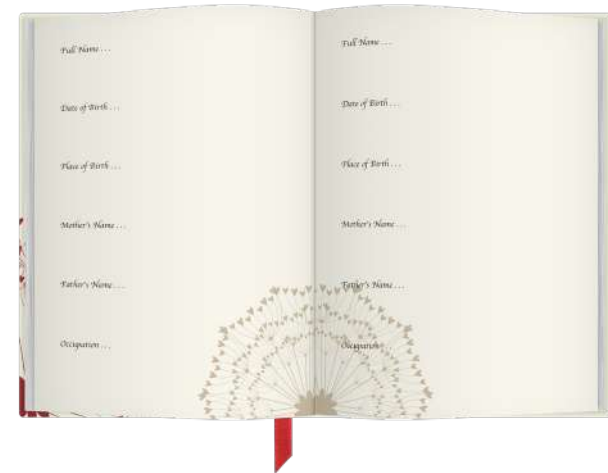 Full Name . . .
Date of Birth . . .
Place of Birth . . .
Mother's Name . . .
Father's Name . . .
Occupation . . .
Full Name . . .
Date of Birth . . .
Place of Birth . . .
Mother's Name . . .
Father's Name . . .
Occupation . . .